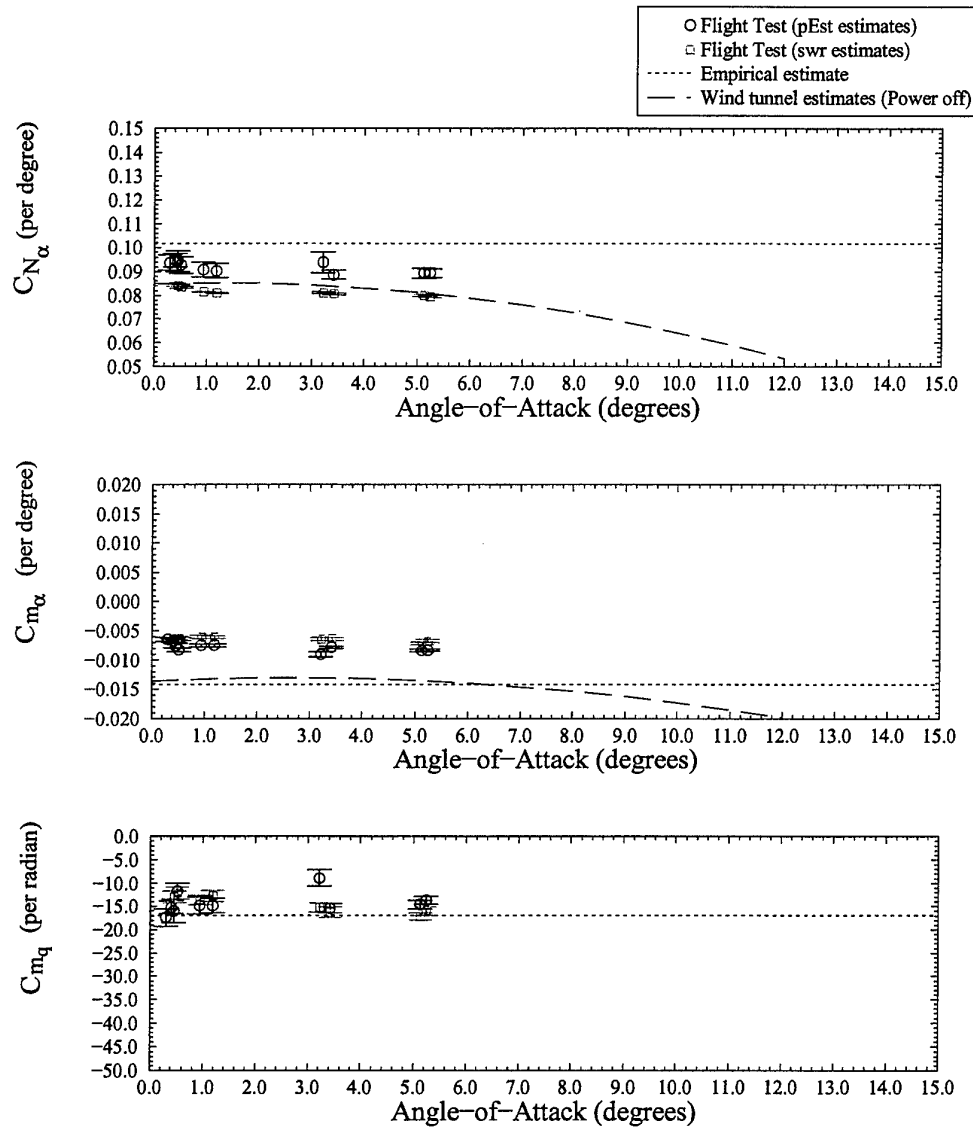 Flight Test (pEst estimates)
Flight Test (swr estimates)
Empirical estimate
Wind tunnel estimates (Power off)
C_Nα (per degree)
0.15
0.14
0.13
0.12
0.11
0.10
0.09
0.08
0.07
0.06
0.05
0.0 1.0 2.0 3.0 4.0 5.0 6.0 7.0 8.0 9.0 10.0 11.0 12.0 13.0 14.0 15.0
Angle−of−Attack (degrees)
C_mα (per degree)
0.020
0.015
0.010
0.005
0.000
−0.005
−0.010
−0.015
−0.020
0.0 1.0 2.0 3.0 4.0 5.0 6.0 7.0 8.0 9.0 10.0 11.0 12.0 13.0 14.0 15.0
Angle−of−Attack (degrees)
C_mq (per radian)
0.0
−5.0
−10.0
−15.0
−20.0
−25.0
−30.0
−35.0
−40.0
−45.0
−50.0
0.0 1.0 2.0 3.0 4.0 5.0 6.0 7.0 8.0 9.0 10.0 11.0 12.0 13.0 14.0 15.0
Angle−of−Attack (degrees)